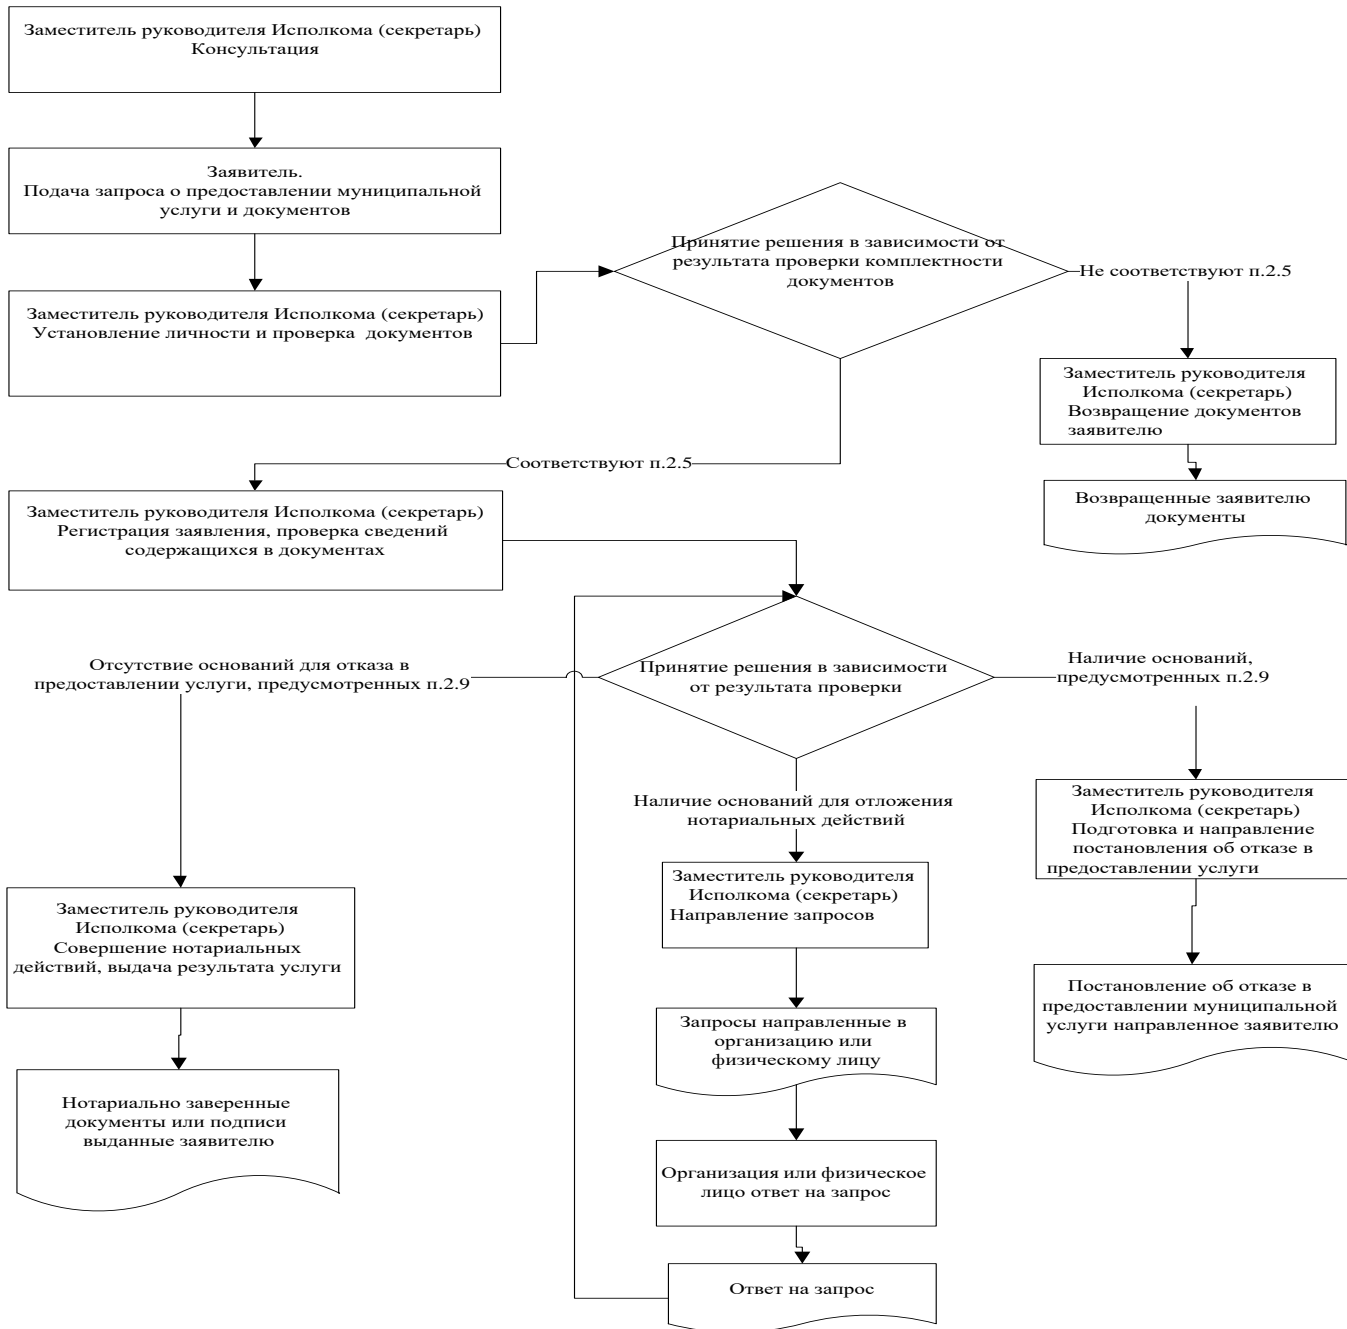 Заместитель руководителя Исполкома (секретарь)
Консультация
Заявитель.
Подача запроса о предоставлении муниципальной
услуги и документов
Заместитель руководителя Исполкома (секретарь)
Установление личности и проверка документов
Принятие решения в зависимости от
результата проверки комплектности
документов
Не соответствуют п.2.5
Заместитель руководителя
Исполкома (секретарь)
Возвращение документов
заявителю
Возвращенные заявителю
документы
Соответствуют п.2.5
Заместитель руководителя Исполкома (секретарь)
Регистрация заявления, проверка сведений
содержащихся в документах
Принятие решения в зависимости
от результата проверки
Отсутствие оснований для отказа в
предоставлении услуги, предусмотренных п.2.9
Наличие оснований,
предусмотренных п.2.9
Наличие оснований для отложения
нотариальных действий
Заместитель руководителя
Исполкома (секретарь)
Подготовка и направление
постановления об отказе в
предоставлении услуги
Заместитель руководителя
Исполкома (секретарь)
Направление запросов
Заместитель руководителя
Исполкома (секретарь)
Совершение нотариальных
действий, выдача результата услуги
Постановление об отказе в
предоставлении муниципальной
услуги направленное заявителю
Запросы направленные в
организацию или
физическому лицу
Нотариально заверенные
документы или подписи
выданные заявителю
Организация или физическое
лицо ответ на запрос
Ответ на запрос